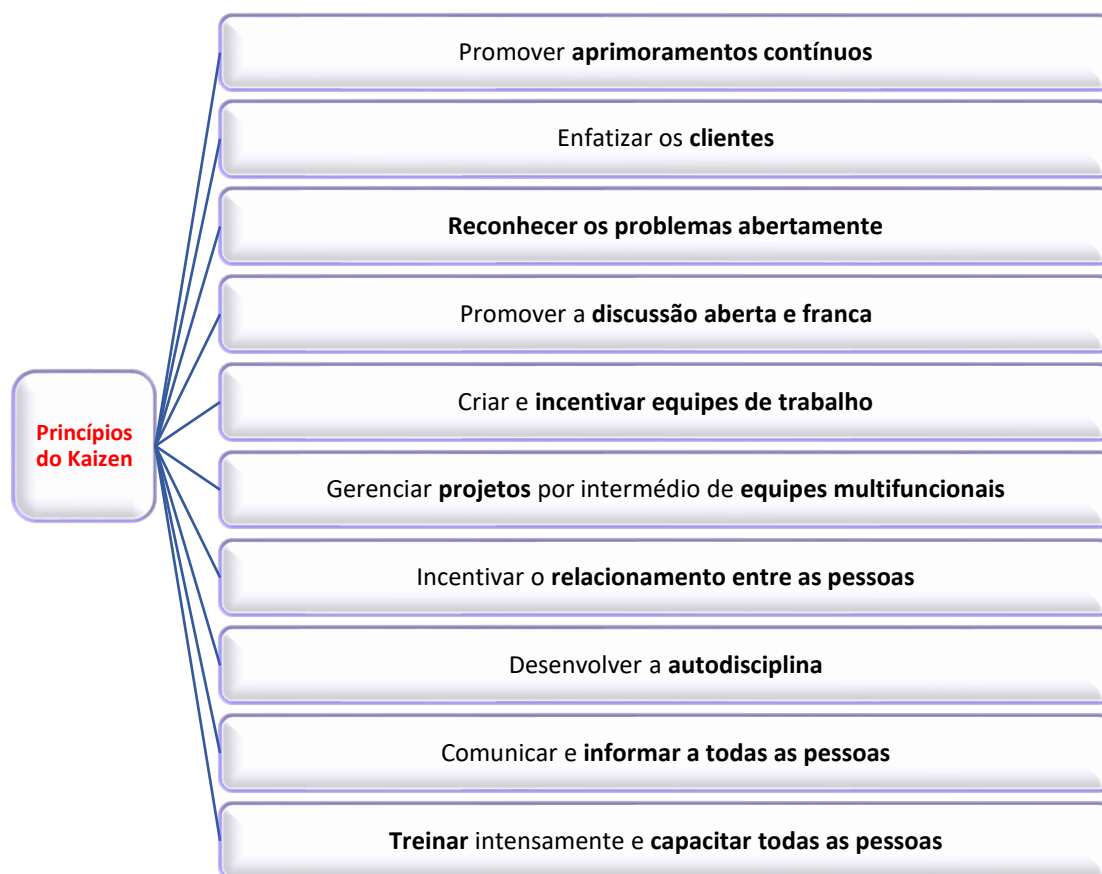 Promover aprimoramentos contínuos
Enfatizar os clientes
Reconhecer os problemas abertamente
Promover a discussão aberta e franca
Criar e incentivar equipes de trabalho
Princípios
do Kaizen
Gerenciar projetos por intermédio de equipes multifuncionais
Incentivar o relacionamento entre as pessoas
Desenvolver a autodisciplina
Comunicar e informar a todas as pessoas
Treinar intensamente e capacitar todas as pessoas